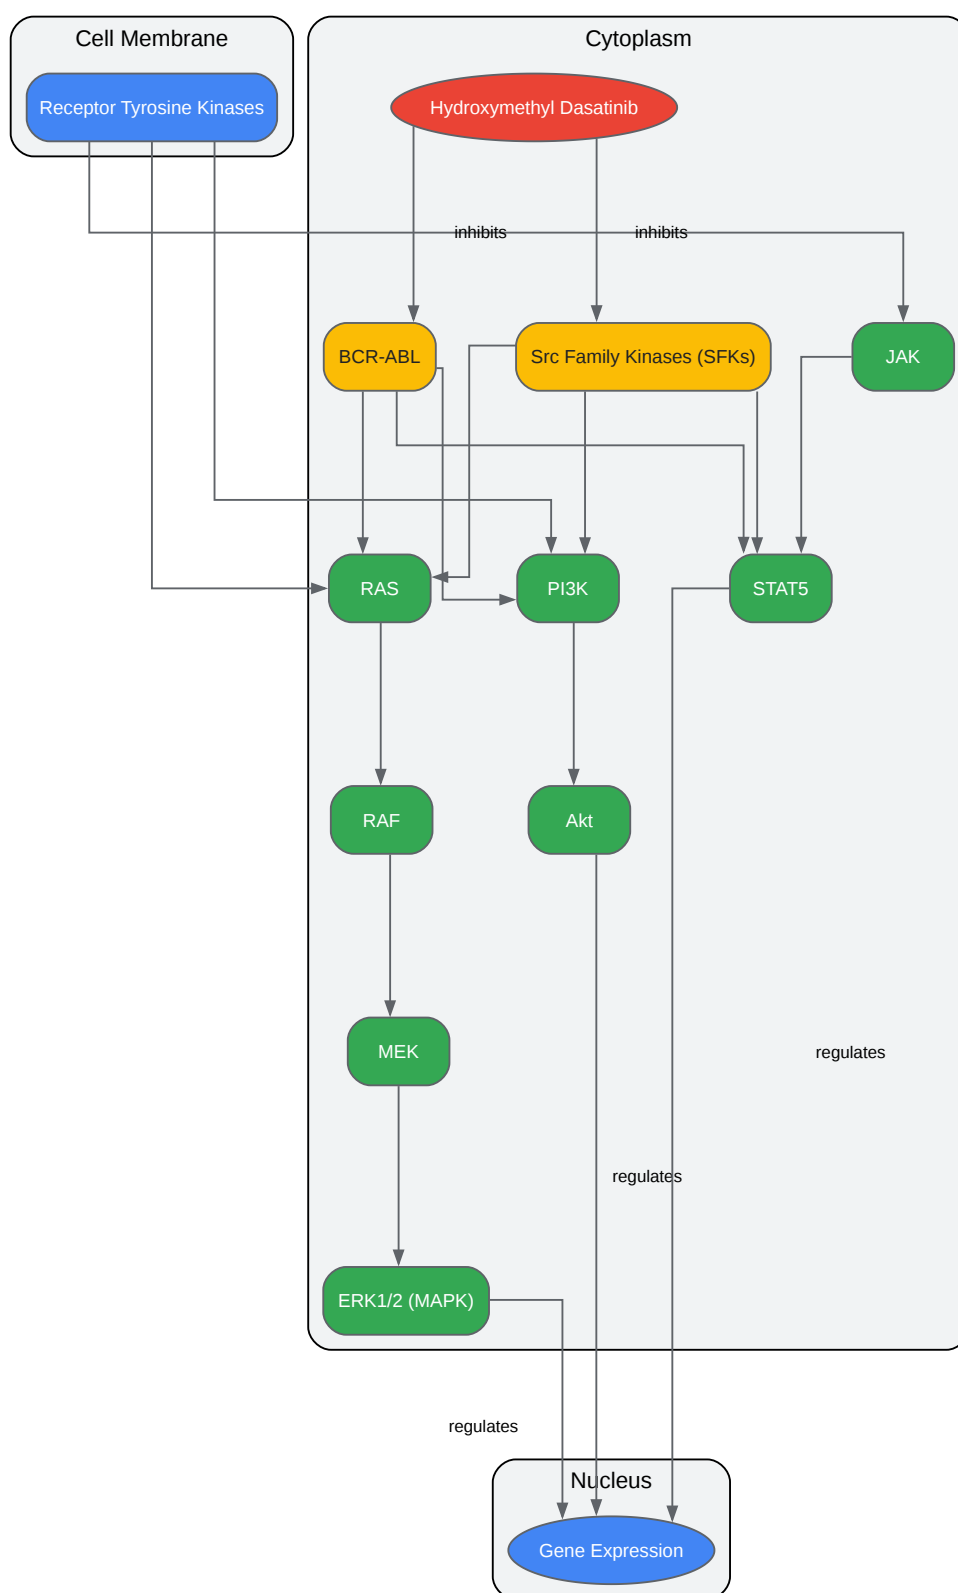 Cell Membrane
Cytoplasm
Receptor Tyrosine Kinases
Hydroxymethyl Dasatinib
inhibits
inhibits
BCR-ABL
Src Family Kinases (SFKs)
JAK
RAS
PI3K
STAT5
RAF
Akt
MEK
regulates
regulates
ERK1/2 (MAPK)
regulates
Nucleus
Gene Expression